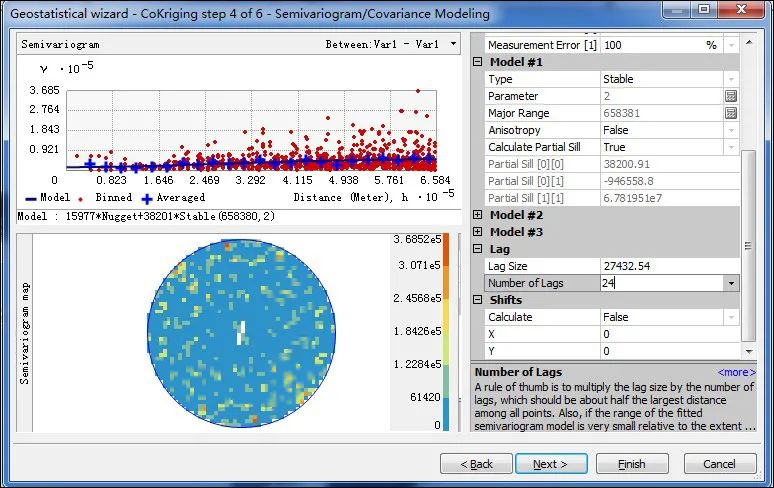 Geostatistical wizard - CoKriging step 4 of 6 - Semivariogram/Covariance Modeling
Semivariogram
Between:Var1 - Var1
γ · 10 -5
3.685
2.764
1.843
0.921
0 0.823 1.646 2.469 3.292 4.115 4.938 5.761 6.584
Model Binned Averaged Distance (Meter), h · 10 -5
Model : 15977*Nugget+38201*Stable(658380,2)
Semivariogram map
3.6852e5
3.071e5
2.4568e5
1.8426e5
1.2284e5
61420
0
Measurement Error [1] 100 %
Model #1
Type Stable
Parameter 2
Major Range 658381
Anisotropy False
Calculate Partial Sill True
Partial Sill [0][0] 38200.91
Partial Sill [0][1] -946558.8
Partial Sill [1][1] 6.781951e7
Model #2
Model #3
Lag
Lag Size 27432.54
Number of Lags 24
Shifts
Calculate False
X 0
Y 0
Number of Lags <more>
A rule of thumb is to multiply the lag size by the number of
lags, which should be about half the largest distance
among all points. Also, if the range of the fitted
semivariogram model is very small relative to the extent ...
< Back Next > Finish Cancel